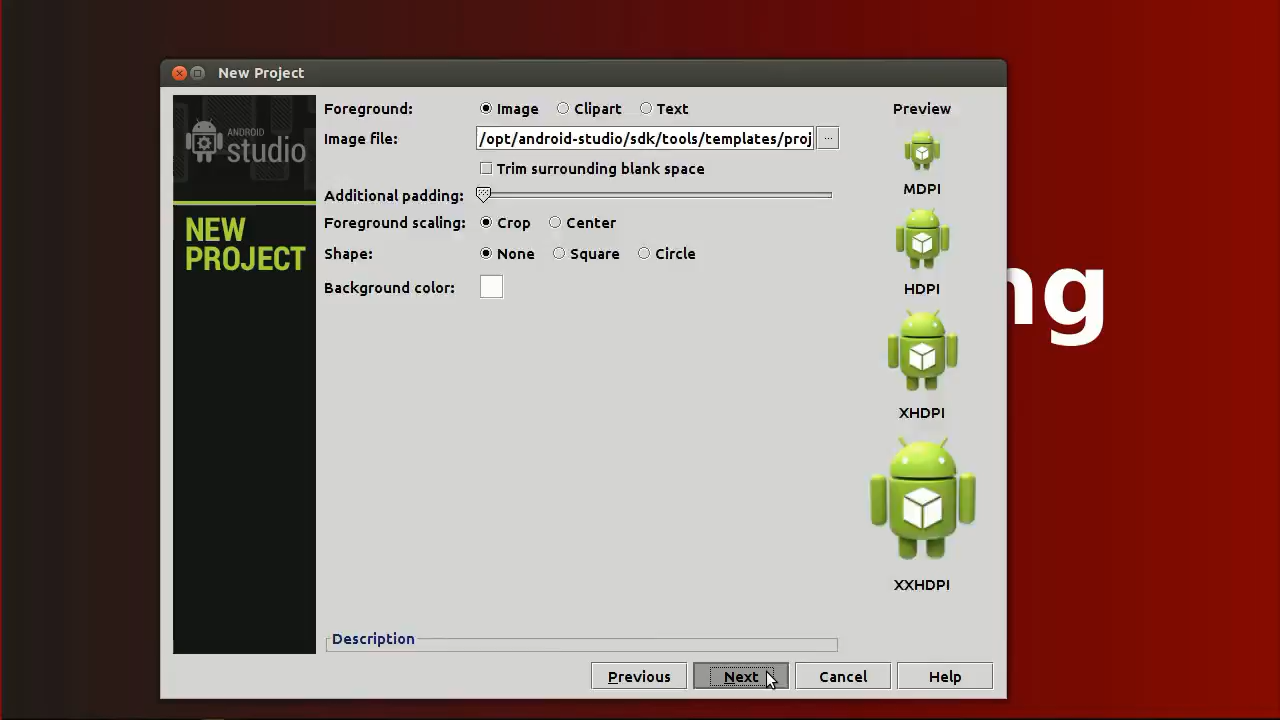 New Project
ANDROID
studio
NEW
PROJECT
Foreground: Image Clipart Text
Image file: /opt/android-studio/sdk/tools/templates/proj ...
Trim surrounding blank space
Additional padding:
Foreground scaling: Crop Center
Shape: None Square Circle
Background color:
Preview
MDPI
HDPI
XHDPI
XXHDPI
ng
Description
Previous Next Cancel Help